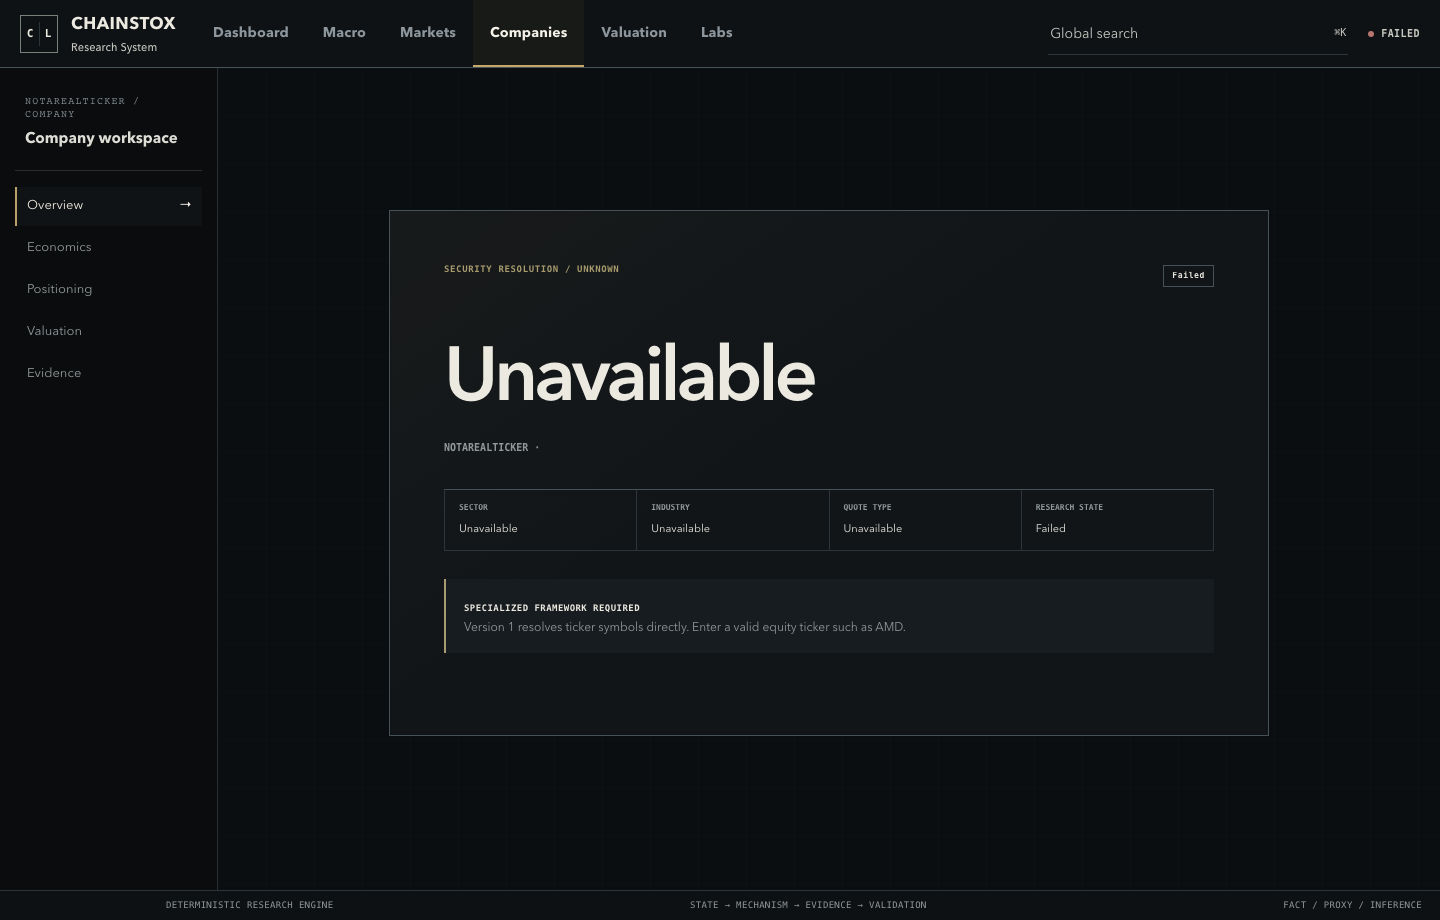 C L
CHAINSTOX
Research System
Dashboard
Macro
Markets
Companies
Valuation
Labs
Global search
⌘K
FAILED
NOTAREALTICKER /
COMPANY
Company workspace
Overview →
Economics
Positioning
Valuation
Evidence
SECURITY RESOLUTION / UNKNOWN
Failed
Unavailable
NOTAREALTICKER ·
SECTOR
Unavailable
INDUSTRY
Unavailable
QUOTE TYPE
Unavailable
RESEARCH STATE
Failed
SPECIALIZED FRAMEWORK REQUIRED
Version 1 resolves ticker symbols directly. Enter a valid equity ticker such as AMD.
DETERMINISTIC RESEARCH ENGINE
STATE → MECHANISM → EVIDENCE → VALIDATION
FACT / PROXY / INFERENCE